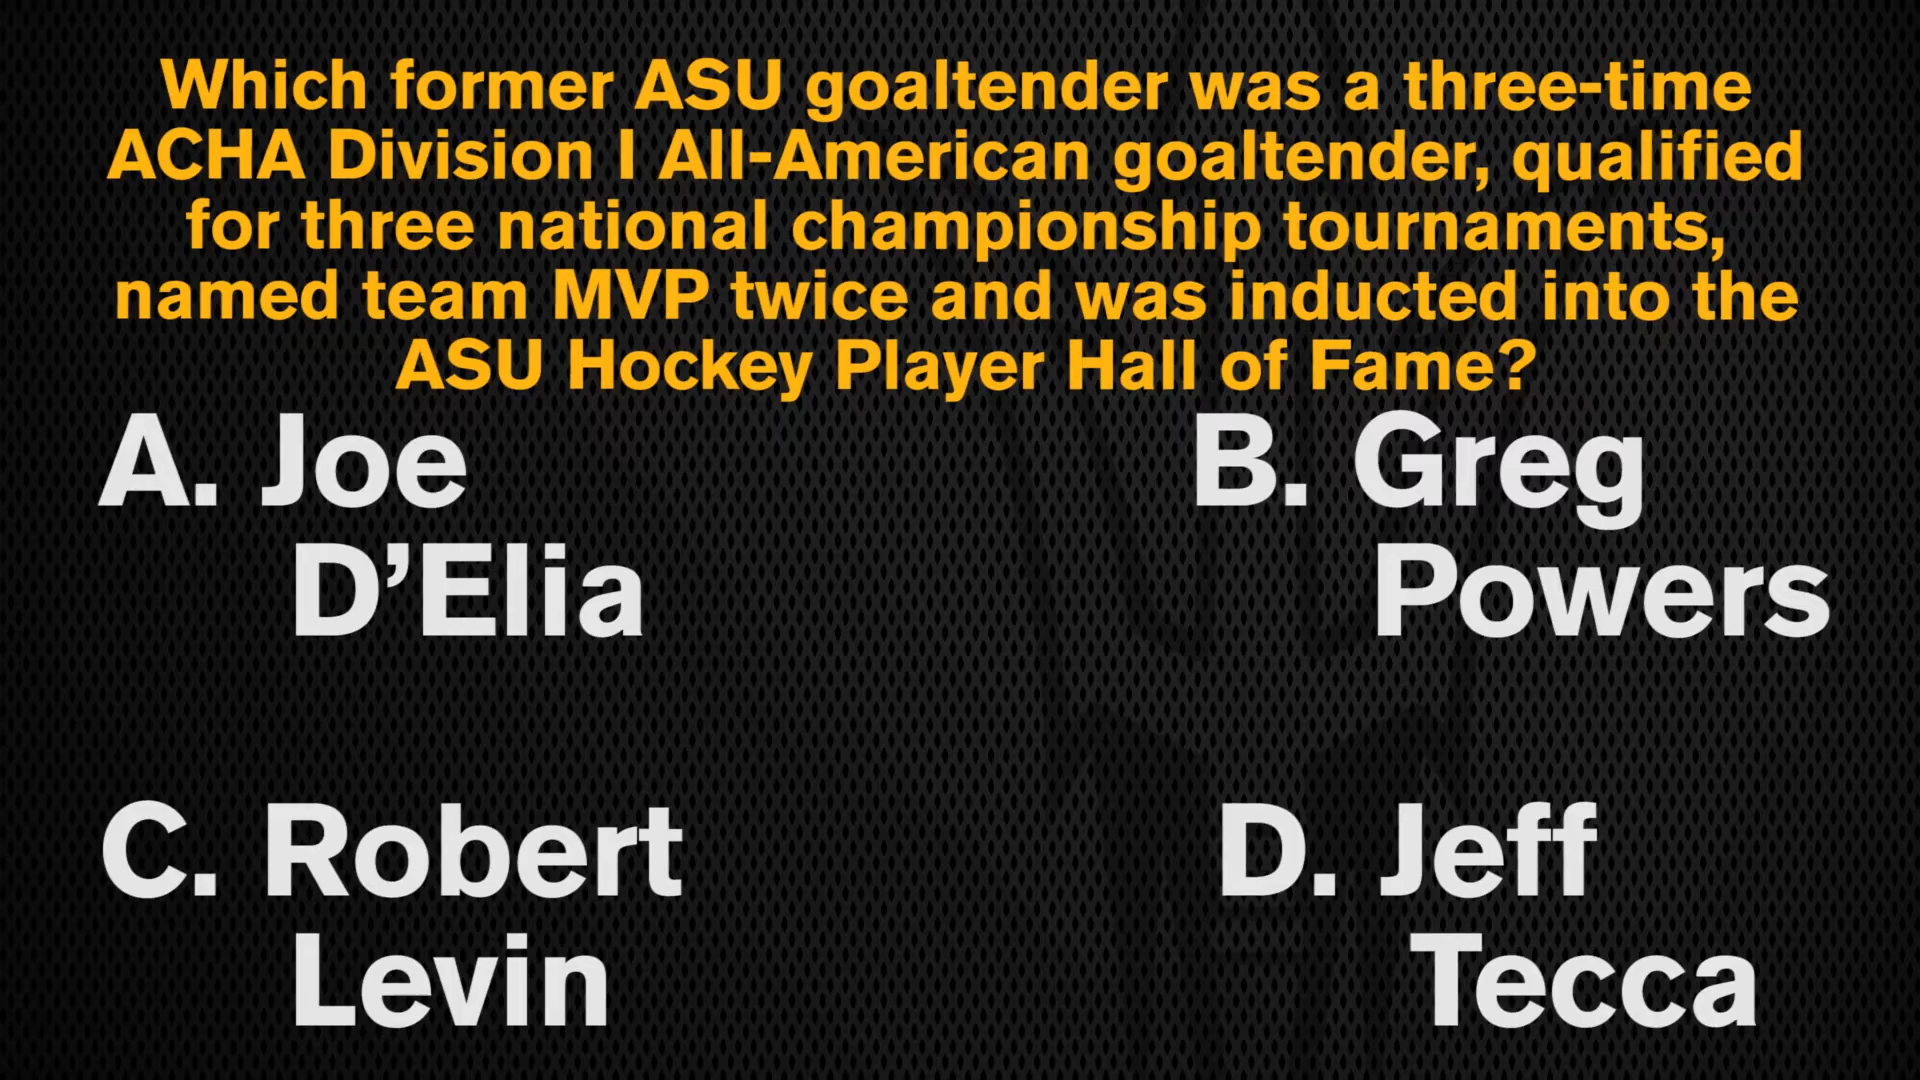 Which former ASU goaltender was a three-time
ACHA Division I All-American goaltender, qualified
for three national championship tournaments,
named team MVP twice and was inducted into the
ASU Hockey Player Hall of Fame?
A. Joe
D’Elia
B. Greg
Powers
C. Robert
Levin
D. Jeff
Tecca